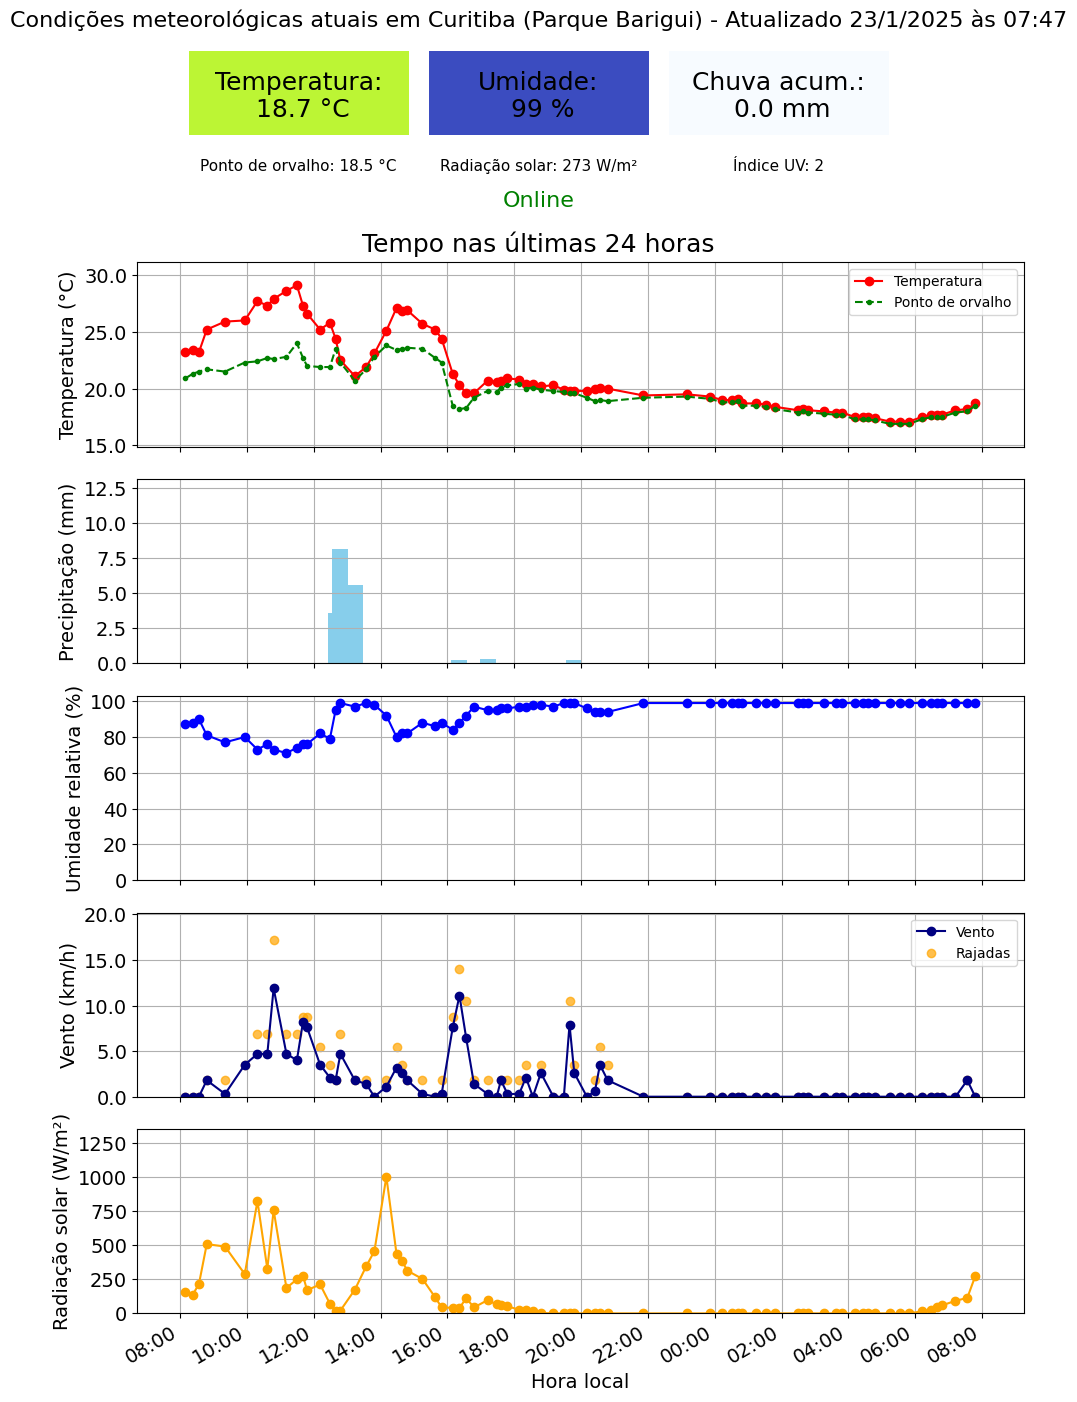 Condições meteorológicas atuais em Curitiba (Parque Barigui) - Atualizado 23/1/2025 às 07:47
Temperatura:
18.7 °C
Umidade:
99 %
Chuva acum.:
0.0 mm
Ponto de orvalho: 18.5 °C
Radiação solar: 273 W/m²
Índice UV: 2
Online
Tempo nas últimas 24 horas
Temperatura (°C)
30.0
25.0
20.0
15.0
Temperatura
Ponto de orvalho
Precipitação (mm)
12.5
10.0
7.5
5.0
2.5
0.0
Umidade relativa (%)
100
80
60
40
20
0
Vento (km/h)
20.0
15.0
10.0
5.0
0.0
Vento
Rajadas
Radiação solar (W/m²)
1250
1000
750
500
250
0
08:00 10:00 12:00 14:00 16:00 18:00 20:00 22:00 00:00 02:00 04:00 06:00 08:00
Hora local